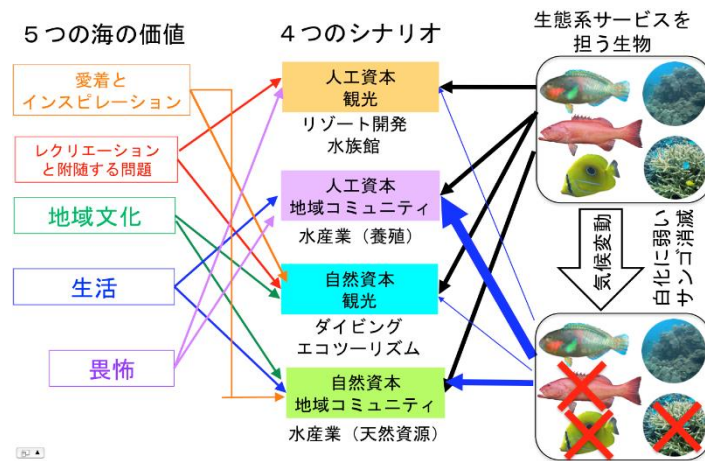 ５つの海の価値
４つのシナリオ
生態系サービスを
担う生物
愛着と
インスピレーション
レクリエーション
と附随する問題
地域文化
生活
畏怖
人工資本
観光
リゾート開発
水族館
人工資本
地域コミュニティ
水産業（養殖）
自然資本
観光
ダイビング
エコツーリズム
自然資本
地域コミュニティ
水産業（天然資源）
気候変動
白化に弱い
サンゴ消滅